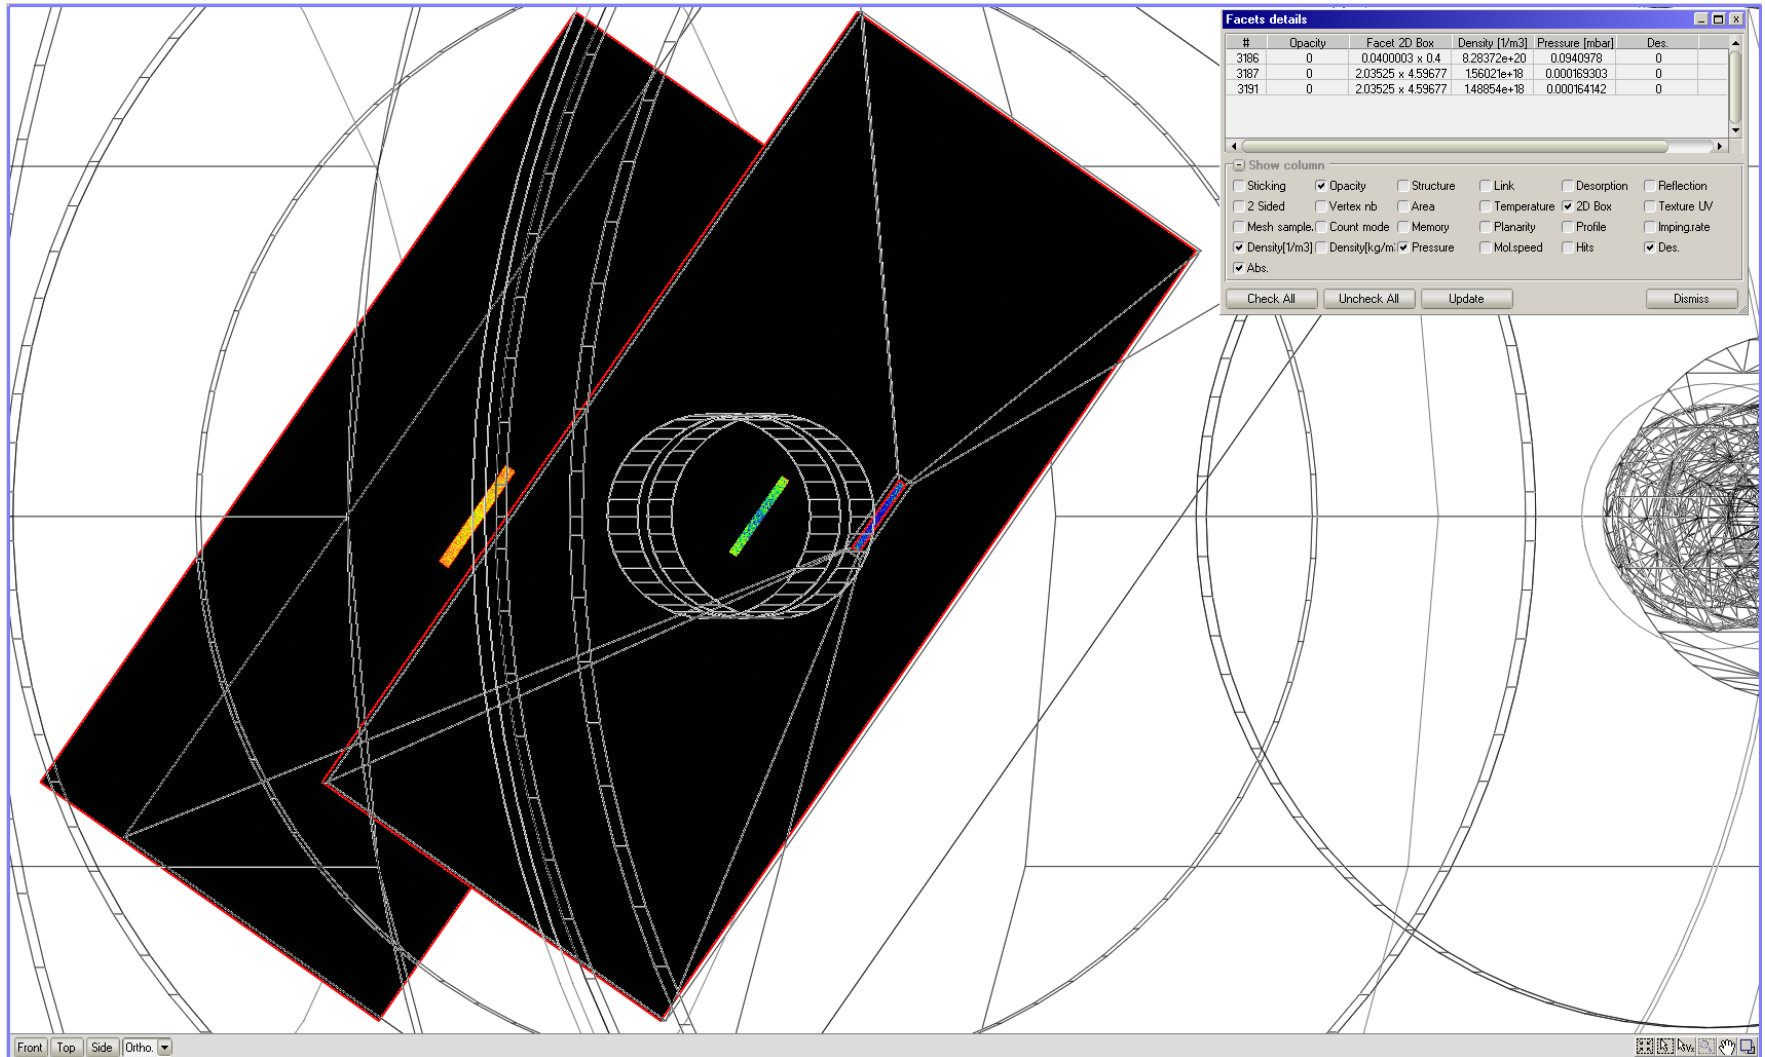 Facets details
# Opacity Facet 2D Box Density [1/m3] Pressure [mbar] Des.
3186 0 0.0400003 x 0.4 8.28372e+20 0.0940978 0
3187 0 2.03525 x 4.59677 1.56021e+18 0.000169303 0
3191 0 2.03525 x 4.59677 1.48854e+18 0.000164142 0
Show column
Sticking Opacity Structure Link Desorption Reflection
2 Sided Vertex nb Area Temperature 2D Box Texture UV
Mesh sample. Count mode Memory Planarity Profile Imping.rate
Density[1/m3] Density[kg/m Pressure Mol.speed Hits Des.
Abs.
Check All Uncheck All Update Dismiss
Front Top Side Ortho.